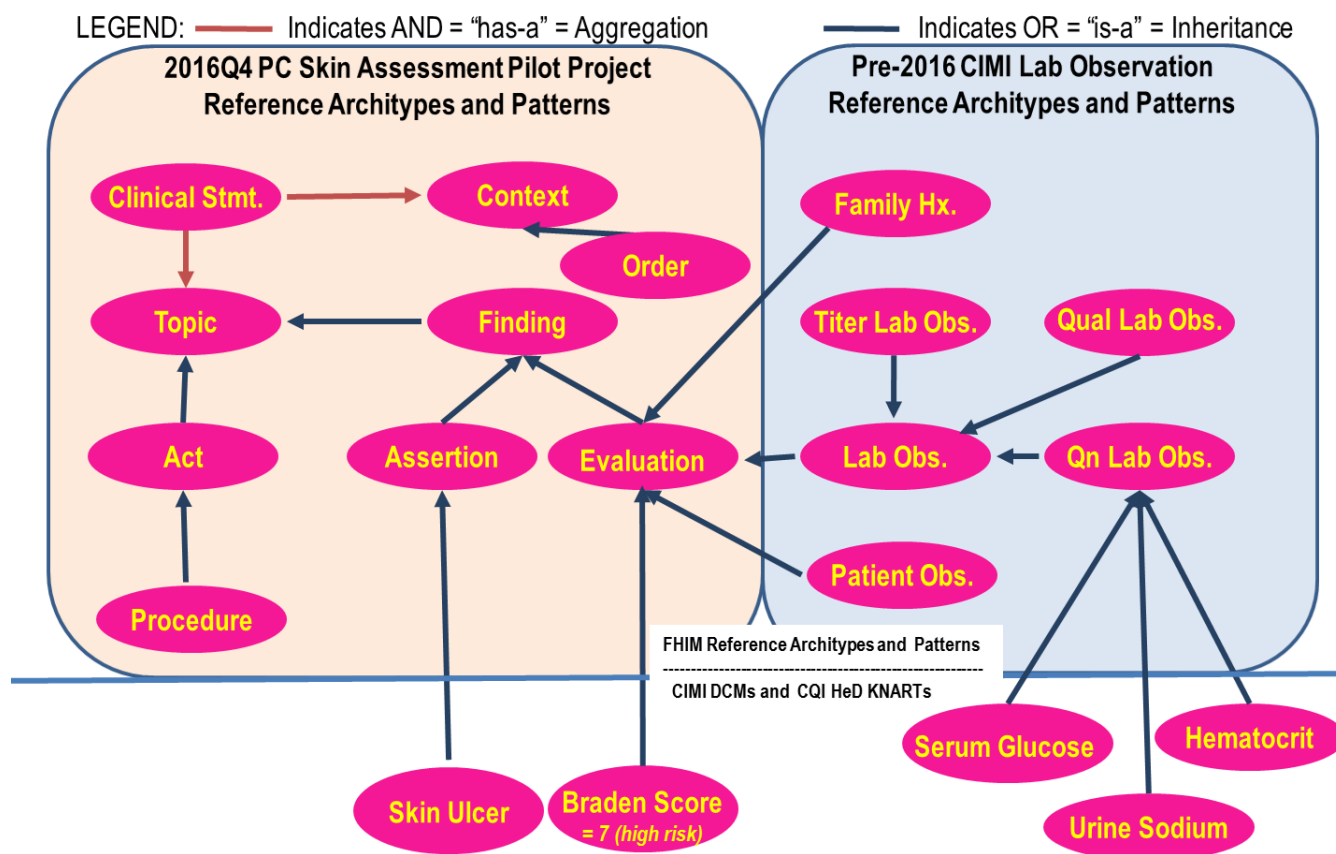 LEGEND: Indicates AND = “has-a” = Aggregation Indicates OR = “is-a” = Inheritance
2016Q4 PC Skin Assessment Pilot Project
Reference Architypes and Patterns
Pre-2016 CIMI Lab Observation
Reference Architypes and Patterns
Clinical Stmt.
Context
Family Hx.
Order
Topic
Finding
Titer Lab Obs.
Qual Lab Obs.
Act
Assertion
Evaluation
Lab Obs.
Qn Lab Obs.
Patient Obs.
Procedure
FHIM Reference Architypes and Patterns
----------------------------------------------------------------
CIMI DCMs and CQI HeD KNARTs
Serum Glucose
Hematocrit
Skin Ulcer
Braden Score
= 7 (high risk)
Urine Sodium